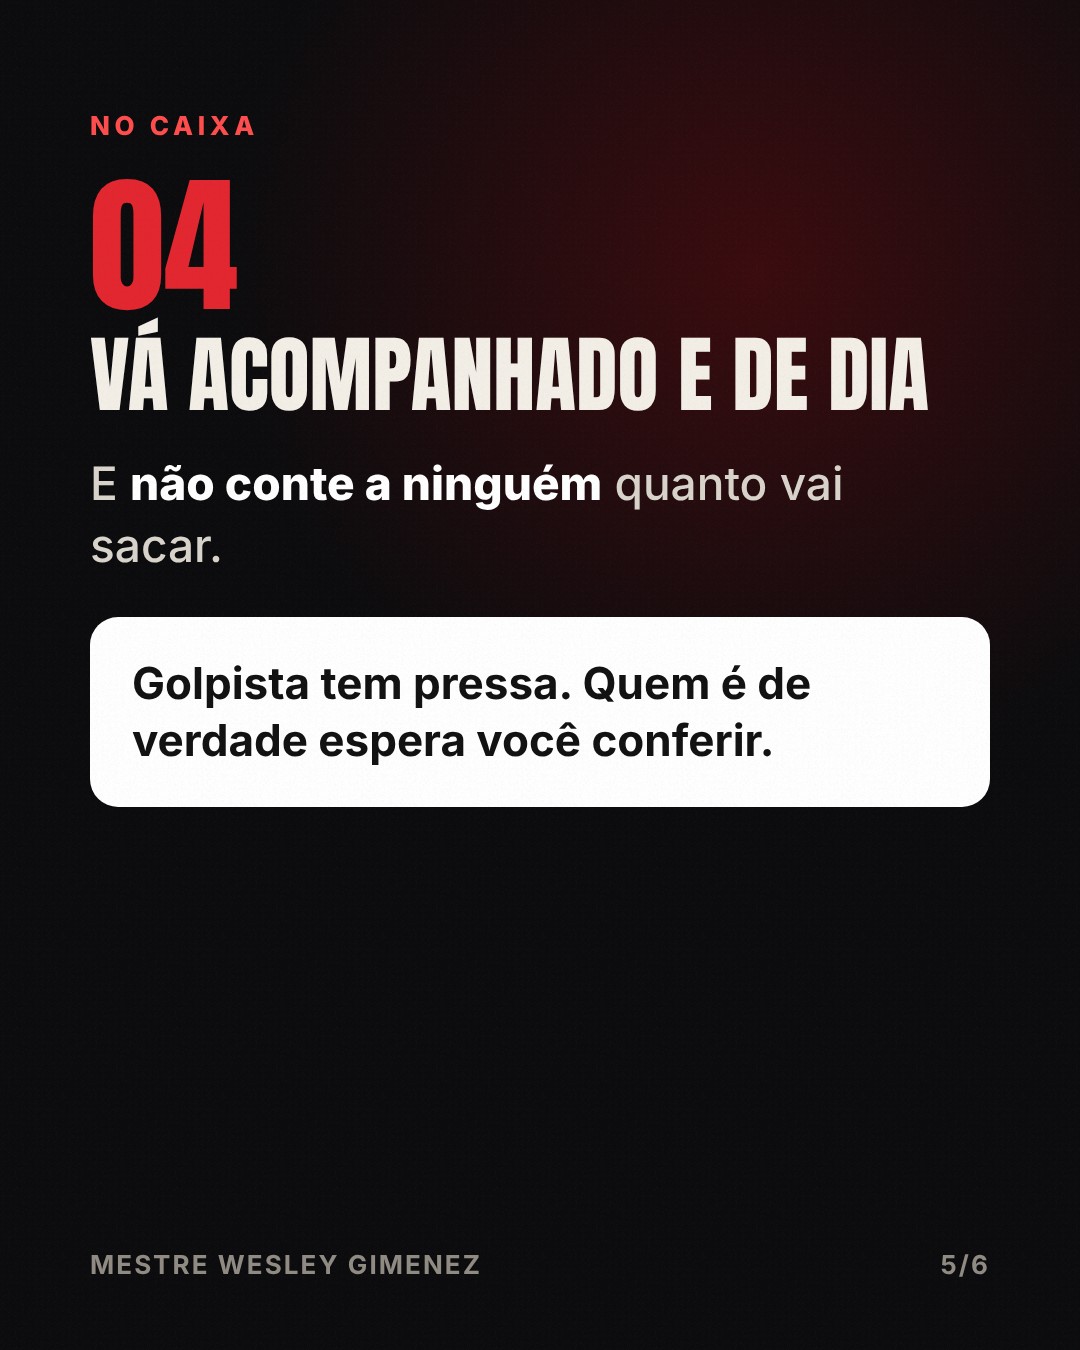 NO CAIXA
04
VÁ ACOMPANHADO E DE DIA
E não conte a ninguém quanto vai
sacar.
Golpista tem pressa. Quem é de
verdade espera você conferir.
MESTRE WESLEY GIMENEZ
5/6